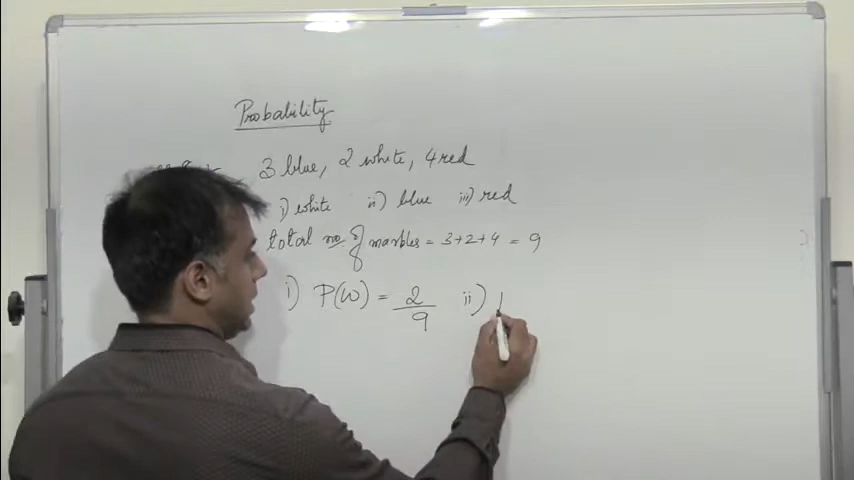 Probability
3 blue, 2 white, 4 red
i) white ii) blue iii) red
total no. of marbles = 3+2+4 = 9
i) P(W) = 2/9 ii)